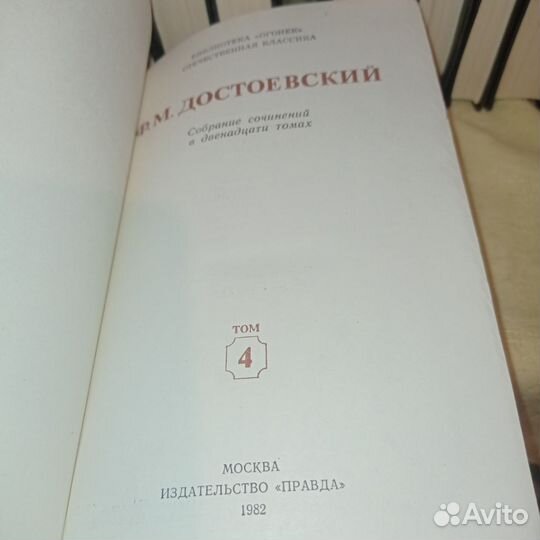 БИБЛИОТЕКА «ОГОНЕК»
ОТЕЧЕСТВЕННАЯ КЛАССИКА
Ф. М. ДОСТОЕВСКИЙ
Собрание сочинений
в двенадцати томах
ТОМ
4
МОСКВА
ИЗДАТЕЛЬСТВО «ПРАВДА»
1982
Avito